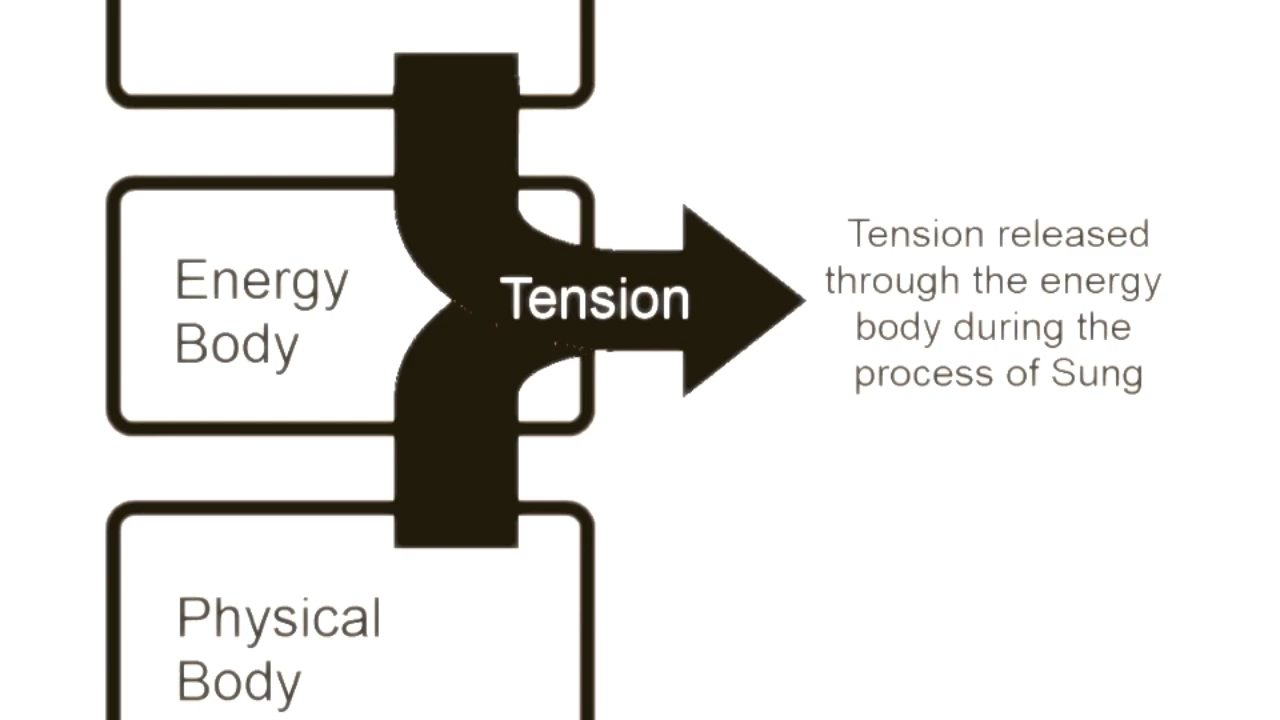 Energy
Body
Tension
Tension released
through the energy
body during the
process of Sung
Physical
Body